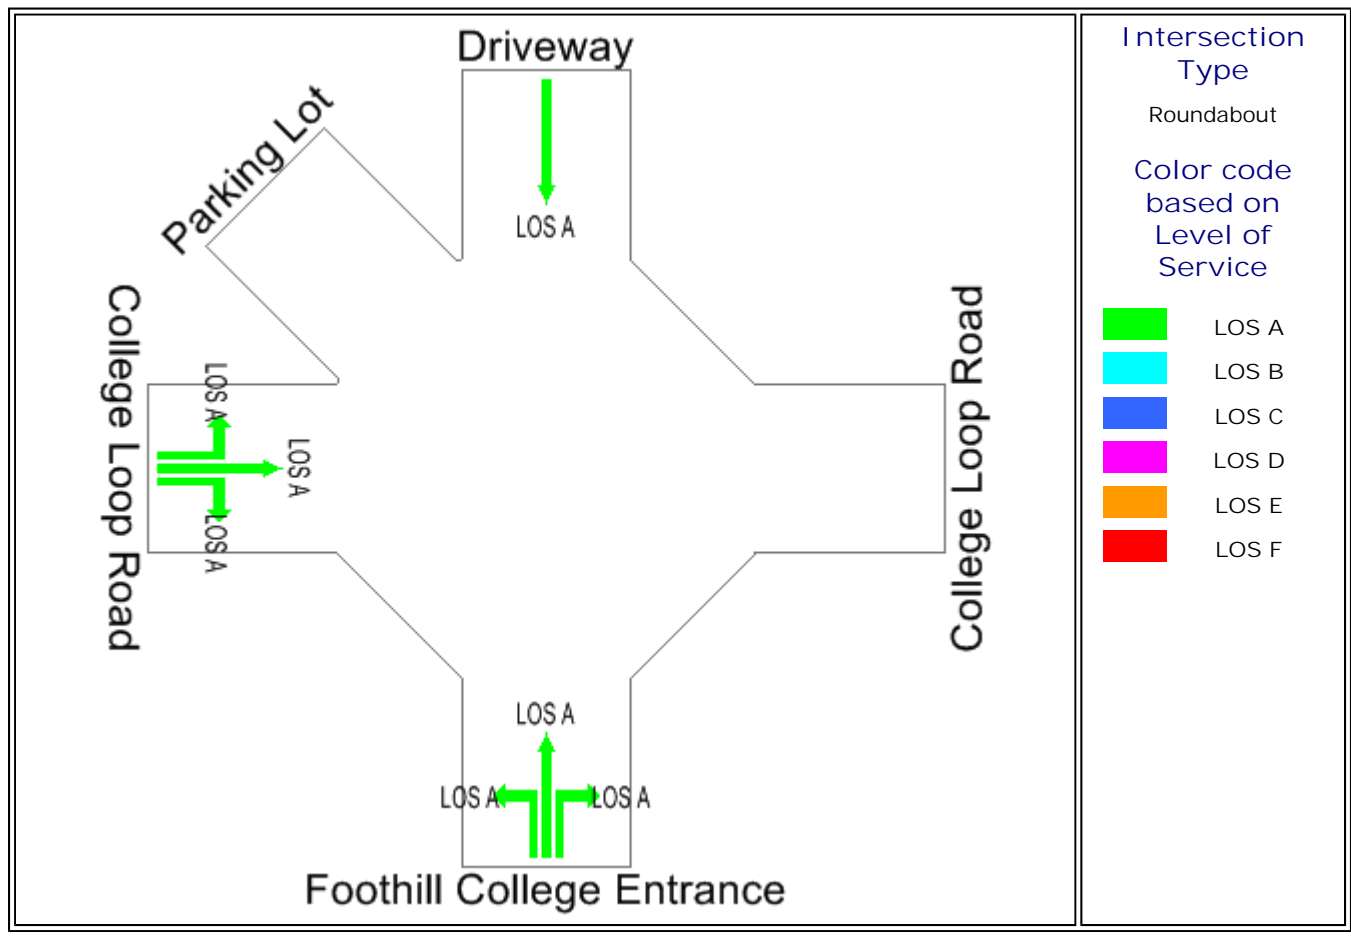 Driveway
Parking Lot
LOS A
College Loop Road
LOS A
LOS A
LOS A
College Loop Road
LOS A
LOS A
LOS A
Foothill College Entrance
Intersection
Type
Roundabout
Color code
based on
Level of
Service
LOS A
LOS B
LOS C
LOS D
LOS E
LOS F